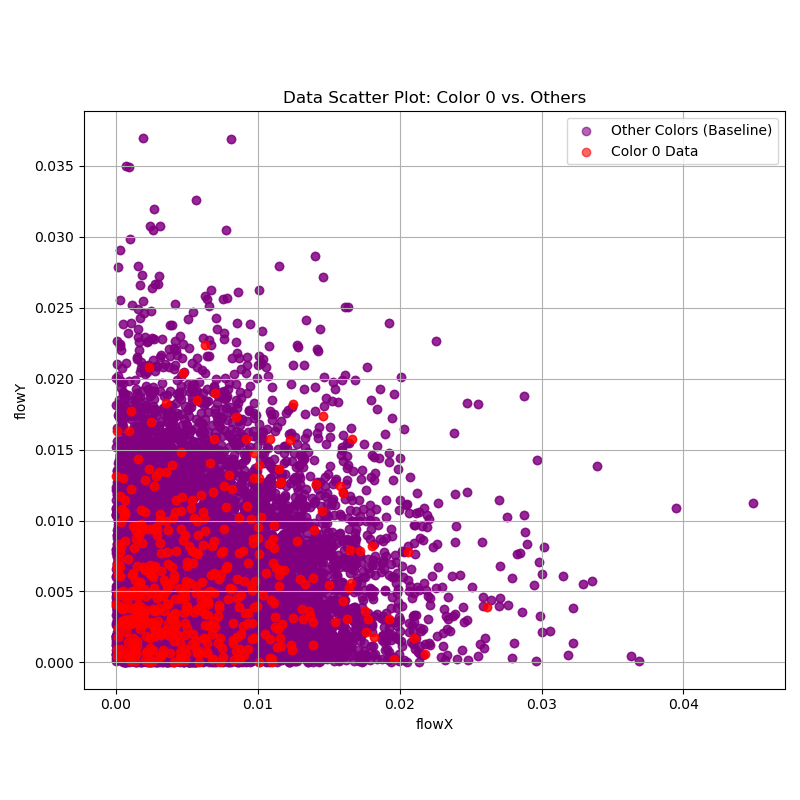 Data Scatter Plot: Color 0 vs. Others
Other Colors (Baseline)
Color 0 Data
flowY
0.035
0.030
0.025
0.020
0.015
0.010
0.005
0.000
0.00 0.01 0.02 0.03 0.04
flowX